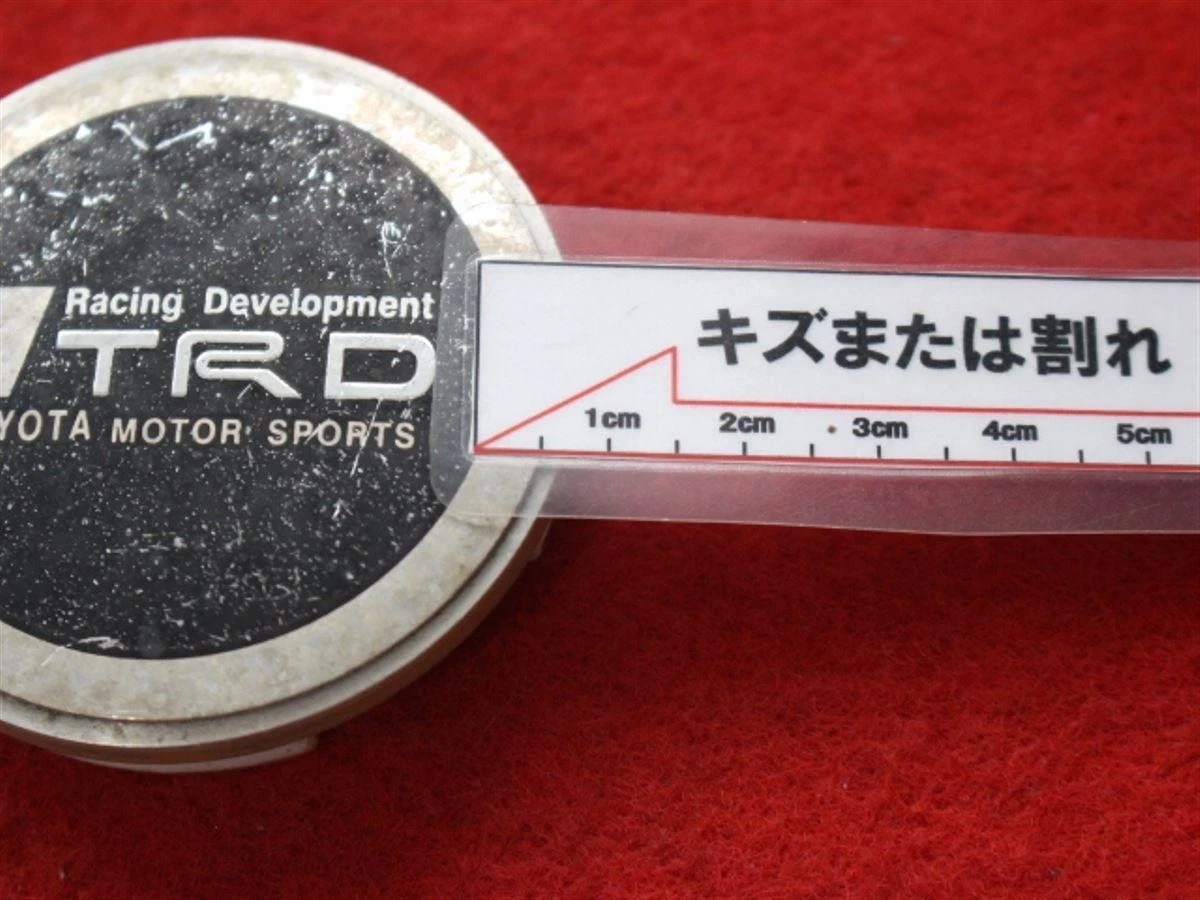 Racing Development
TRD
YOTA MOTOR SPORTS
キズまたは割れ
1cm 2cm 3cm 4cm 5cm